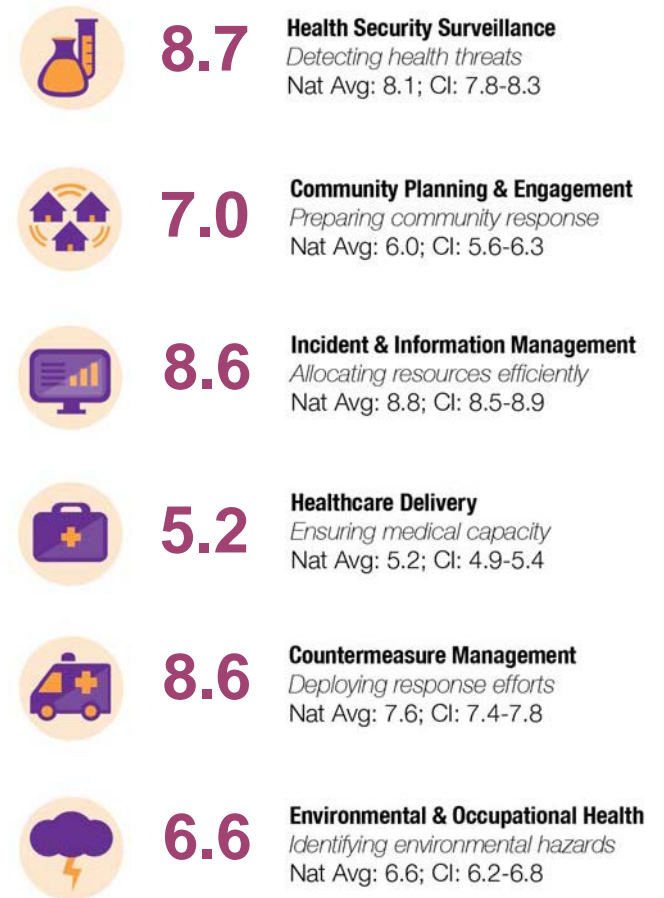 8.7
Health Security Surveillance
Detecting health threats
Nat Avg: 8.1; CI: 7.8-8.3
7.0
Community Planning & Engagement
Preparing community response
Nat Avg: 6.0; CI: 5.6-6.3
8.6
Incident & Information Management
Allocating resources efficiently
Nat Avg: 8.8; CI: 8.5-8.9
5.2
Healthcare Delivery
Ensuring medical capacity
Nat Avg: 5.2; CI: 4.9-5.4
8.6
Countermeasure Management
Deploying response efforts
Nat Avg: 7.6; CI: 7.4-7.8
6.6
Environmental & Occupational Health
Identifying environmental hazards
Nat Avg: 6.6; CI: 6.2-6.8